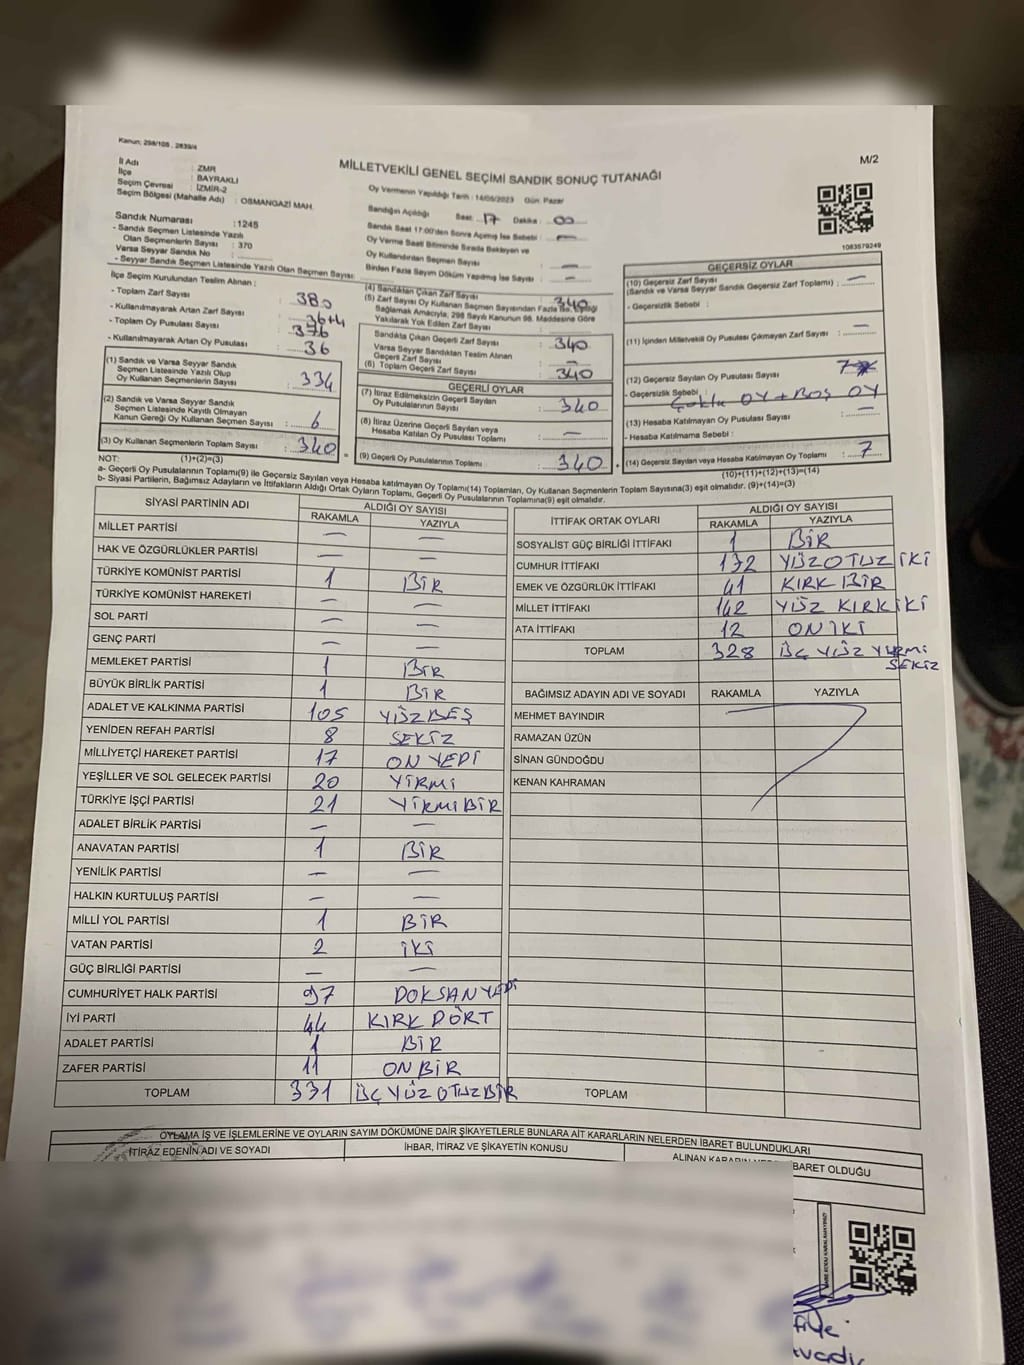 Kanun: 298/105 , 2839/4
M/2
MİLLETVEKİLİ GENEL SEÇİMİ SANDIK SONUÇ TUTANAĞI
İl Adı : ZMR
İlçe : BAYRAKLI
Seçim Çevresi : İZMİR-2
Seçim Bölgesi (Mahalle Adı) : OSMANGAZİ MAH.
Sandık Numarası : 1245
- Sandık Seçmen Listesinde Yazılı
Olan Seçmenlerin Sayısı : 370
Varsa Seyyar Sandık No :
- Seyyar Sandık Seçmen Listesinde Yazılı Olan Seçmen Sayısı:
Oy Vermenin Yapıldığı Tarih : 14/05/2023 Gün: Pazar
Sandığın Açıldığı Saat: 17 Dakika : 00
Sandık Saat 17:00'den Sonra Açılmış İse Sebebi : —
Oy Verme Saati Bitiminde Sırada Bekleyen ve
Oy Kullandırılan Seçmen Sayısı : —
Birden Fazla Sayım Döküm Yapılmış İse Sayısı : —
1083579249
İlçe Seçim Kurulundan Teslim Alınan ;
- Toplam Zarf Sayısı : 380
- Kullanılmayarak Artan Zarf Sayısı : 36+4
- Toplam Oy Pusulası Sayısı : 376
- Kullanılmayarak Artan Oy Pusulası : 36
(1) Sandık ve Varsa Seyyar Sandık
Seçmen Listesinde Yazılı Olup
Oy Kullanan Seçmenlerin Sayısı : 334
(2) Sandık ve Varsa Seyyar Sandık
Seçmen Listesinde Kayıtlı Olmayan
Kanun Gereği Oy Kullanan Seçmen Sayısı : 6
(3) Oy Kullanan Seçmenlerin Toplam Sayısı : 340
(1)+(2)=(3)
(4) Sandıktan Çıkan Zarf Sayısı : 340
(5) Zarf Sayısı Oy Kullanan Seçmen Sayısından Fazla İse, Eşitliği
Sağlamak Amacıyla, 298 Sayılı Kanunun 98. Maddesine Göre
Yakılarak Yok Edilen Zarf Sayısı :
Sandıkta Çıkan Geçerli Zarf Sayısı : 340
Varsa Seyyar Sandıktan Teslim Alınan
Geçerli Zarf Sayısı : —
(6) Toplam Geçerli Zarf Sayısı : 340
GEÇERLİ OYLAR
(7) İtiraz Edilmeksizin Geçerli Sayılan
Oy Pusulalarının Sayısı : 340
(8) İtiraz Üzerine Geçerli Sayılan veya
Hesaba Katılan Oy Pusulası Toplamı : —
(9) Geçerli Oy Pusulalarının Toplamı : 340
GEÇERSİZ OYLAR
(10) Geçersiz Zarf Sayısı
(Sandık ve Varsa Seyyar Sandık Geçersiz Zarf Toplamı) : —
- Geçersizlik Sebebi :
(11) İçinden Milletvekili Oy Pusulası Çıkmayan Zarf Sayısı : —
(12) Geçersiz Sayılan Oy Pusulası Sayısı : 7
- Geçersizlik Sebebi : Çoklu OY + BOŞ OY
(13) Hesaba Katılmayan Oy Pusulası Sayısı : —
- Hesaba Katılmama Sebebi :
(14) Geçersiz Sayılan veya Hesaba Katılmayan Oy Toplamı : 7
(10)+(11)+(12)+(13)=(14)
NOT:
a- Geçerli Oy Pusulalarının Toplamı(9) ile Geçersiz Sayılan veya Hesaba katılmayan Oy Toplamı(14) Toplamları, Oy Kullanan Seçmenlerin Toplam Sayısına(3) eşit olmalıdır. (9)+(14)=(3)
b- Siyasi Partilerin, Bağımsız Adayların ve İttifakların Aldığı Ortak Oyların Toplamı, Geçerli Oy Pusulalarının Toplamına(9) eşit olmalıdır.
SİYASİ PARTİNİN ADI ALDIĞI OY SAYISI
RAKAMLA YAZIYLA
MİLLET PARTİSİ — —
HAK VE ÖZGÜRLÜKLER PARTİSİ — —
TÜRKİYE KOMÜNİST PARTİSİ 1 BİR
TÜRKİYE KOMÜNİST HAREKETİ — —
SOL PARTİ — —
GENÇ PARTİ — —
MEMLEKET PARTİSİ 1 BİR
BÜYÜK BİRLİK PARTİSİ 1 BİR
ADALET VE KALKINMA PARTİSİ 105 YÜZBEŞ
YENİDEN REFAH PARTİSİ 8 SEKİZ
MİLLİYETÇİ HAREKET PARTİSİ 17 ON YEDİ
YEŞİLLER VE SOL GELECEK PARTİSİ 20 YİRMİ
TÜRKİYE İŞÇİ PARTİSİ 21 YİRMİBİR
ADALET BİRLİK PARTİSİ — —
ANAVATAN PARTİSİ 1 BİR
YENİLİK PARTİSİ — —
HALKIN KURTULUŞ PARTİSİ — —
MİLLİ YOL PARTİSİ 1 BİR
VATAN PARTİSİ 2 İKİ
GÜÇ BİRLİĞİ PARTİSİ — —
CUMHURİYET HALK PARTİSİ 97 DOKSANYEDİ
İYİ PARTİ 44 KIRK DÖRT
ADALET PARTİSİ 1 BİR
ZAFER PARTİSİ 11 ONBİR
TOPLAM 331 ÜÇ YÜZ OTUZ BİR
İTTİFAK ORTAK OYLARI ALDIĞI OY SAYISI
RAKAMLA YAZIYLA
SOSYALİST GÜÇ BİRLİĞİ İTTİFAKI 1 BİR
CUMHUR İTTİFAKI 132 YÜZ OTUZ İKİ
EMEK VE ÖZGÜRLÜK İTTİFAKI 41 KIRK BİR
MİLLET İTTİFAKI 142 YÜZ KIRK İKİ
ATA İTTİFAKI 12 ON İKİ
TOPLAM 328 ÜÇ YÜZ YİRMİ
SEKİZ
BAĞIMSIZ ADAYIN ADI VE SOYADI RAKAMLA YAZIYLA
MEHMET BAYINDIR
RAMAZAN ÜZÜN
SİNAN GÜNDOĞDU
KENAN KAHRAMAN
TOPLAM
OYLAMA İŞ VE İŞLEMLERİNE VE OYLARIN SAYIM DÖKÜMÜNE DAİR ŞİKAYETLERLE BUNLARA AİT KARARLARIN NELERDEN İBARET BULUNDUKLARI
İTİRAZ EDENİN ADI VE SOYADI İHBAR, İTİRAZ VE ŞİKAYETİN KONUSU ALINAN KARARIN NEDEN İBARET OLDUĞU